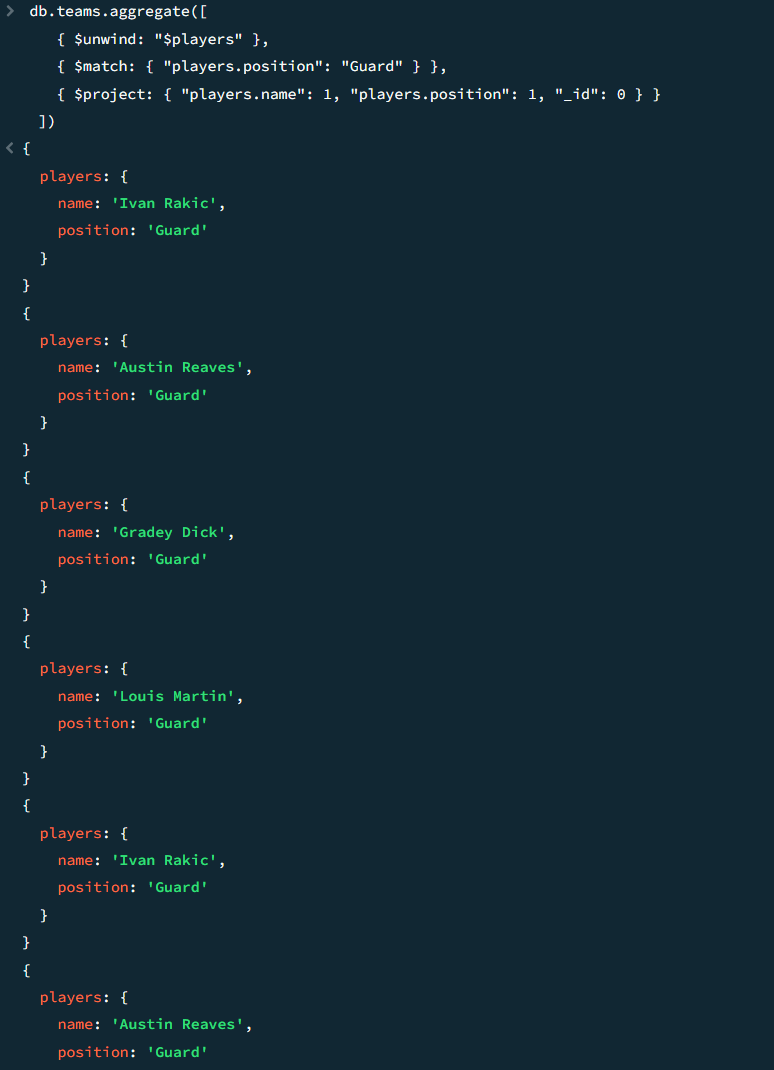 > db.teams.aggregate([
{ $unwind: "$players" },
{ $match: { "players.position": "Guard" } },
{ $project: { "players.name": 1, "players.position": 1, "_id": 0 } }
])
< {
players: {
name: 'Ivan Rakic',
position: 'Guard'
}
}
{
players: {
name: 'Austin Reaves',
position: 'Guard'
}
}
{
players: {
name: 'Gradey Dick',
position: 'Guard'
}
}
{
players: {
name: 'Louis Martin',
position: 'Guard'
}
}
{
players: {
name: 'Ivan Rakic',
position: 'Guard'
}
}
{
players: {
name: 'Austin Reaves',
position: 'Guard'